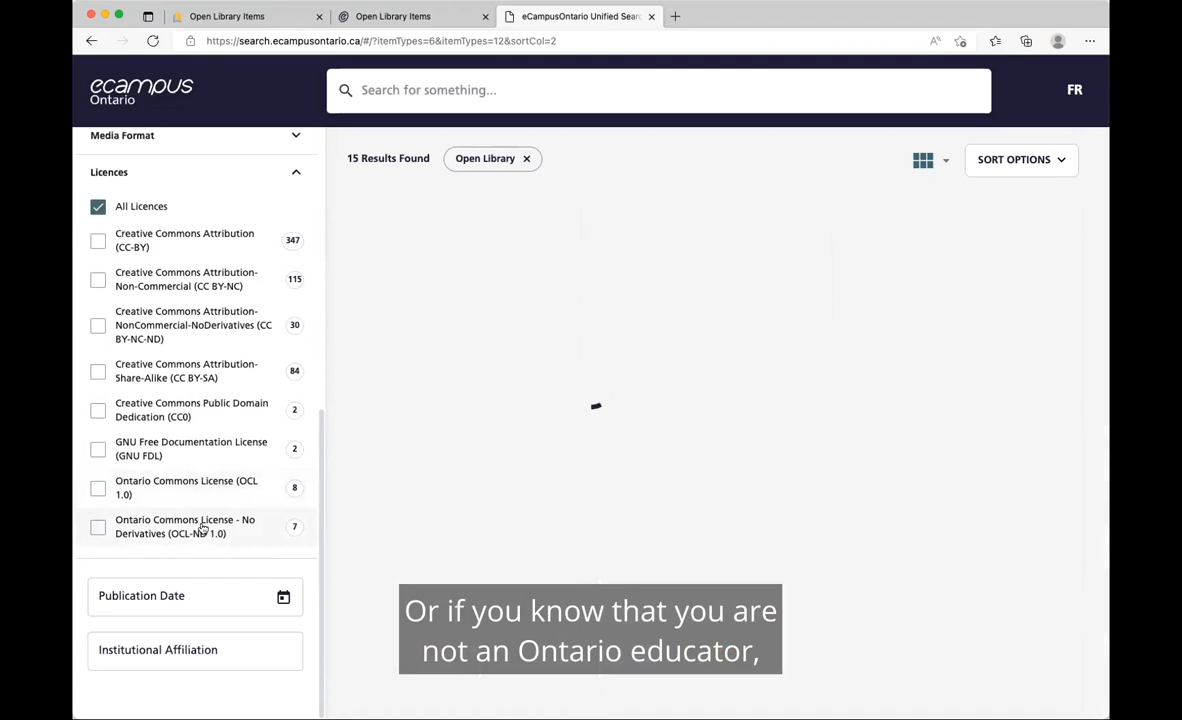 Open Library Items
Open Library Items
eCampusOntario Unified Sear
https://search.ecampusontario.ca/#/?itemTypes=6&itemTypes=12&sortCol=2
ecampus
Ontario
Search for something...
FR
Media Format
Licences
All Licences
Creative Commons Attribution
(CC-BY)
347
Creative Commons Attribution-
Non-Commercial (CC BY-NC)
115
Creative Commons Attribution-
NonCommercial-NoDerivatives (CC
BY-NC-ND)
30
Creative Commons Attribution-
Share-Alike (CC BY-SA)
84
Creative Commons Public Domain
Dedication (CC0)
2
GNU Free Documentation License
(GNU FDL)
2
Ontario Commons License (OCL
1.0)
8
Ontario Commons License - No
Derivatives (OCL-ND 1.0)
7
Publication Date
Institutional Affiliation
15 Results Found
Open Library
SORT OPTIONS
Or if you know that you are
not an Ontario educator,